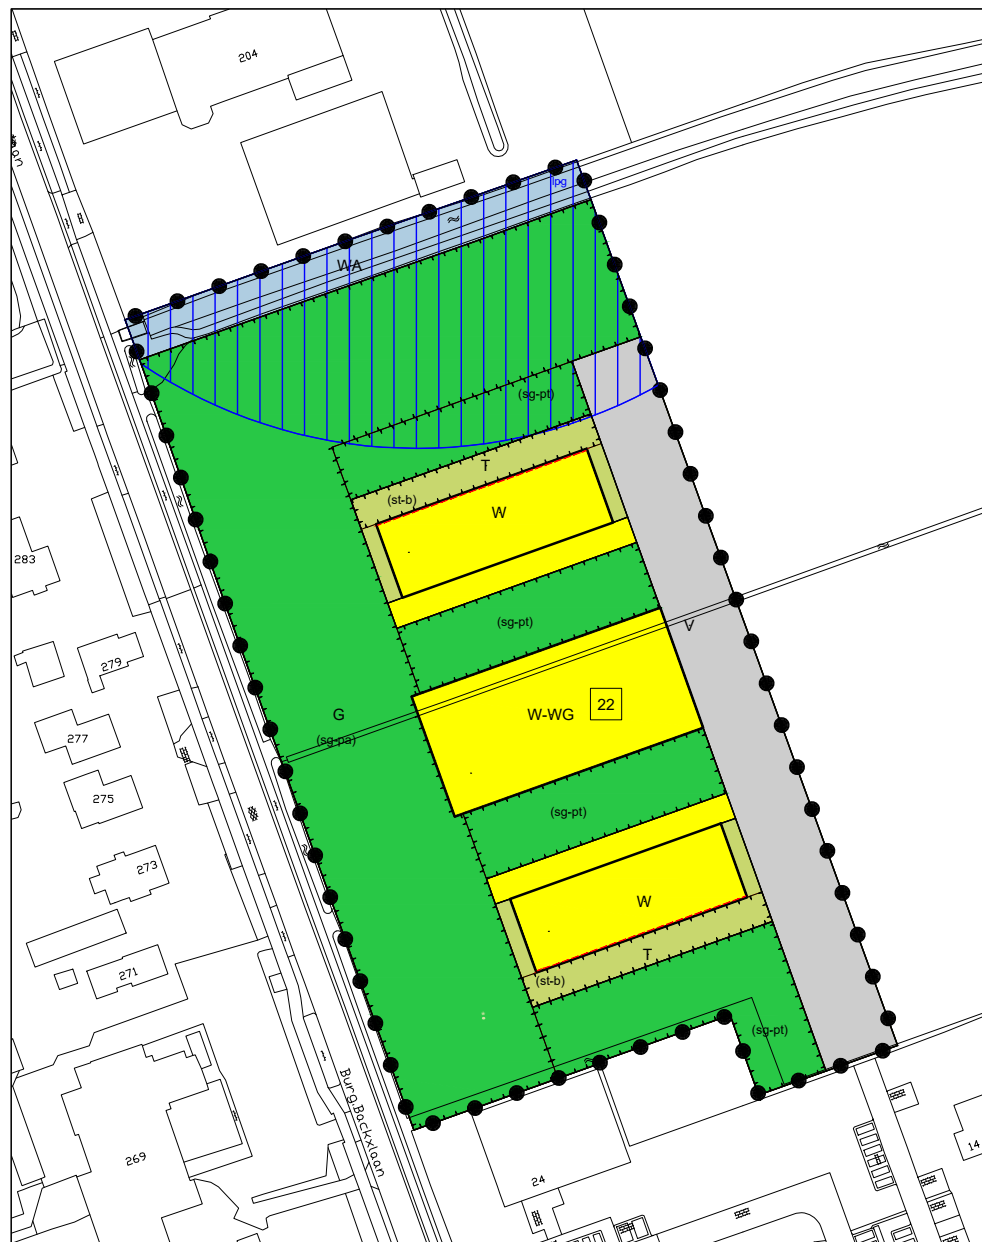 204
lpg
WA
(sg-pt)
T
(st-b)
W
283
(sg-pt)
V
279
G
W-WG
22
277
(sg-pa)
275
(sg-pt)
273
W
T
271
(st-b)
(sg-pt)
Burg.Backxlaan
269
24
14